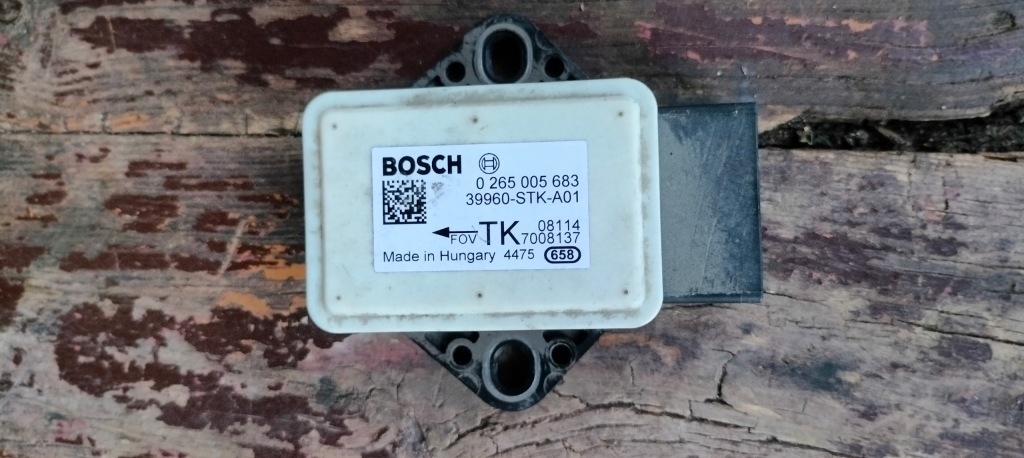 BOSCH
0 265 005 683
39960-STK-A01
FOV TK 08114
7008137
Made in Hungary 4475 658